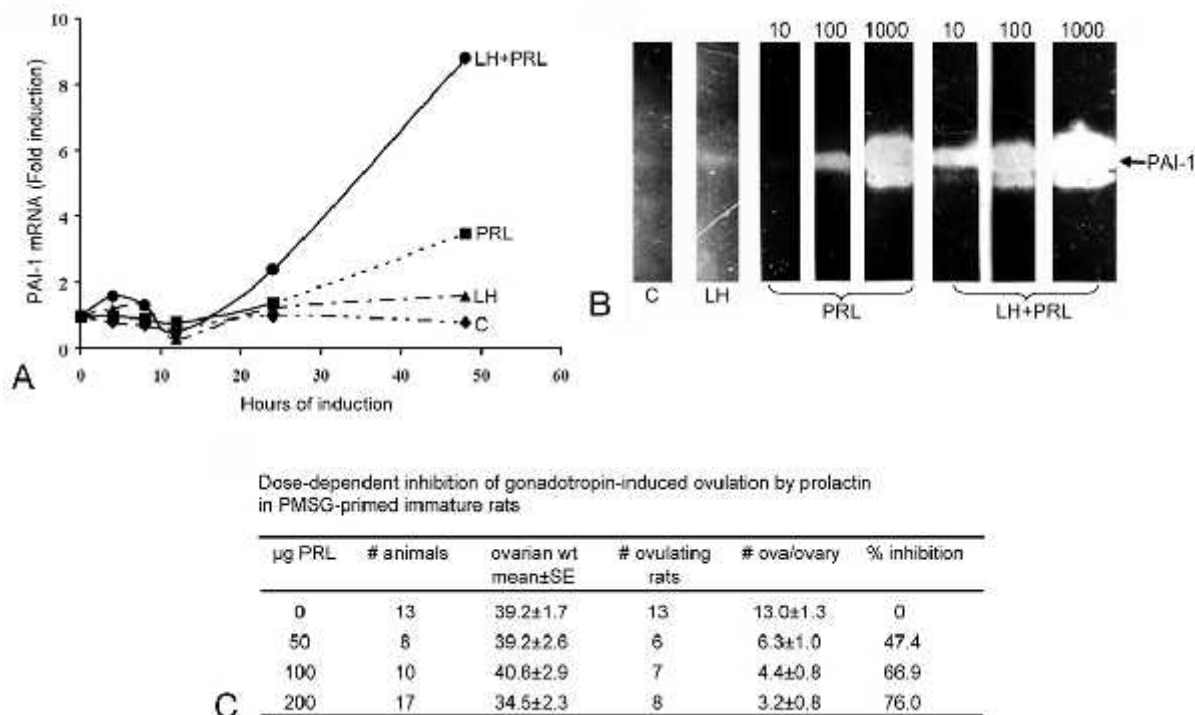 10
8
6
4
2
0
PAI-1 mRNA (Fold induction)
LH+PRL
PRL
LH
C
0 10 20 30 40 50 60
Hours of induction
A
10 100 1000 10 100 1000
PAI-1
C LH PRL LH+PRL
B
Dose-dependent inhibition of gonadotropin-induced ovulation by prolactin
in PMSG-primed immature rats
µg PRL # animals ovarian wt # ovulating # ova/ovary % inhibition
mean±SE rats
0 13 39.2±1.7 13 13.0±1.3 0
50 8 39.2±2.6 6 6.3±1.0 47.4
100 10 40.6±2.9 7 4.4±0.8 66.9
200 17 34.5±2.3 8 3.2±0.8 76.0
C